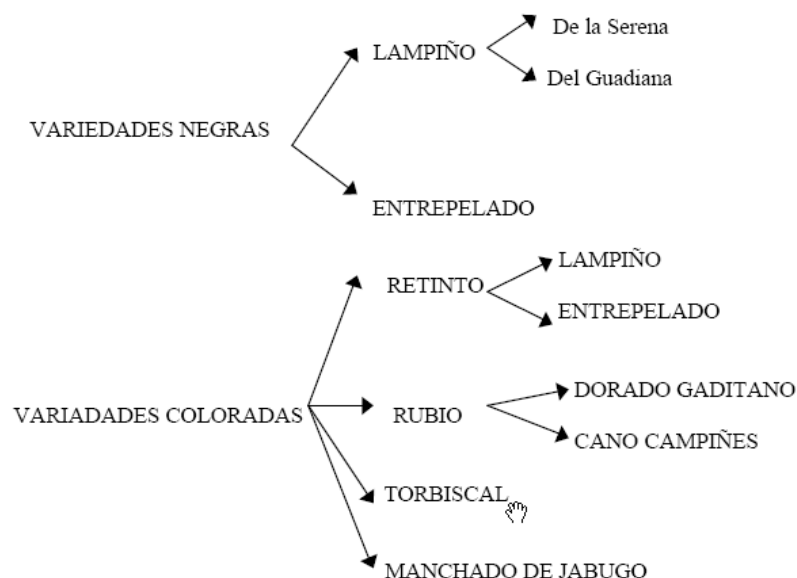 De la Serena
LAMPIÑO
Del Guadiana
VARIEDADES NEGRAS
ENTREPELADO
LAMPIÑO
RETINTO
ENTREPELADO
DORADO GADITANO
VARIADADES COLORADAS
RUBIO
CANO CAMPIÑES
TORBISCAL
MANCHADO DE JABUGO